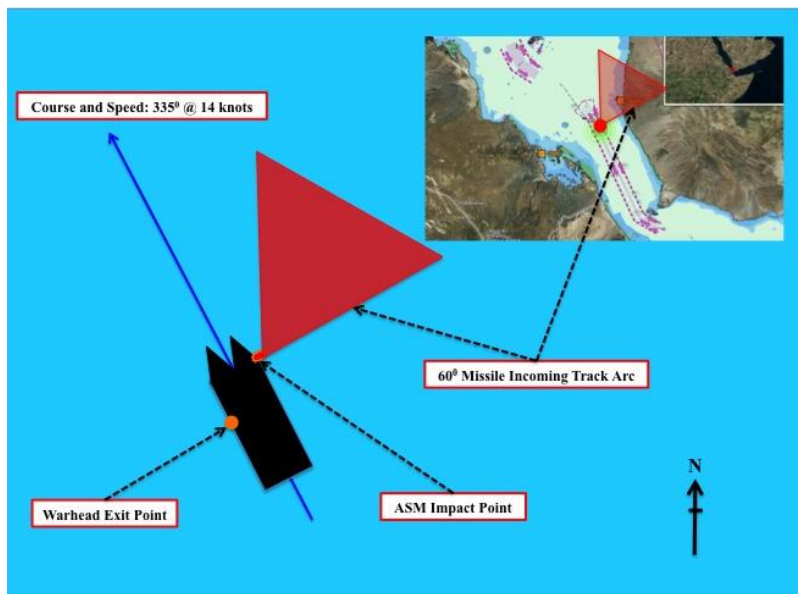 Course and Speed: 335⁰ @ 14 knots
60⁰ Missile Incoming Track Arc
N
Warhead Exit Point
ASM Impact Point